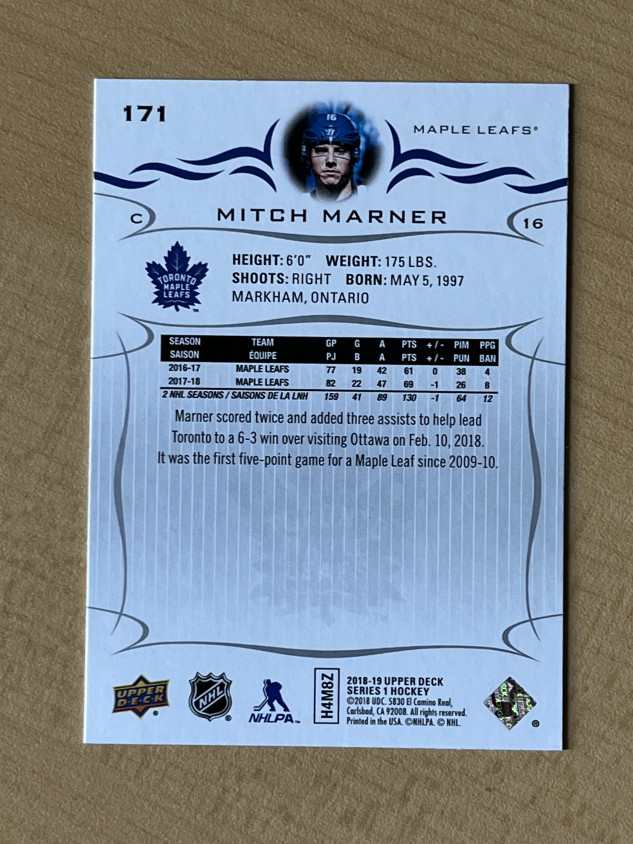 171
16
MAPLE LEAFS®
C
MITCH MARNER
16
TORONTO
MAPLE
LEAFS
HEIGHT: 6'0" WEIGHT: 175 LBS.
SHOOTS: RIGHT BORN: MAY 5, 1997
MARKHAM, ONTARIO
SEASON TEAM GP G A PTS +/- PIM PPG
SAISON ÉQUIPE PJ B A PTS +/- PUN BAN
2016-17 MAPLE LEAFS 77 19 42 61 0 38 4
2017-18 MAPLE LEAFS 82 22 47 69 -1 26 8
2 NHL SEASONS / SAISONS DE LA LNH 159 41 89 130 -1 64 12
Marner scored twice and added three assists to help lead
Toronto to a 6-3 win over visiting Ottawa on Feb. 10, 2018.
It was the first five-point game for a Maple Leaf since 2009-10.
UPPER
D·E·C·K®
NHL®
NHLPA™
H4M8Z
2018-19 UPPER DECK
SERIES 1 HOCKEY
©2018 UDC. 5830 El Camino Real,
Carlsbad, CA 92008. All rights reserved.
Printed in the USA. ©NHLPA. © NHL.
®